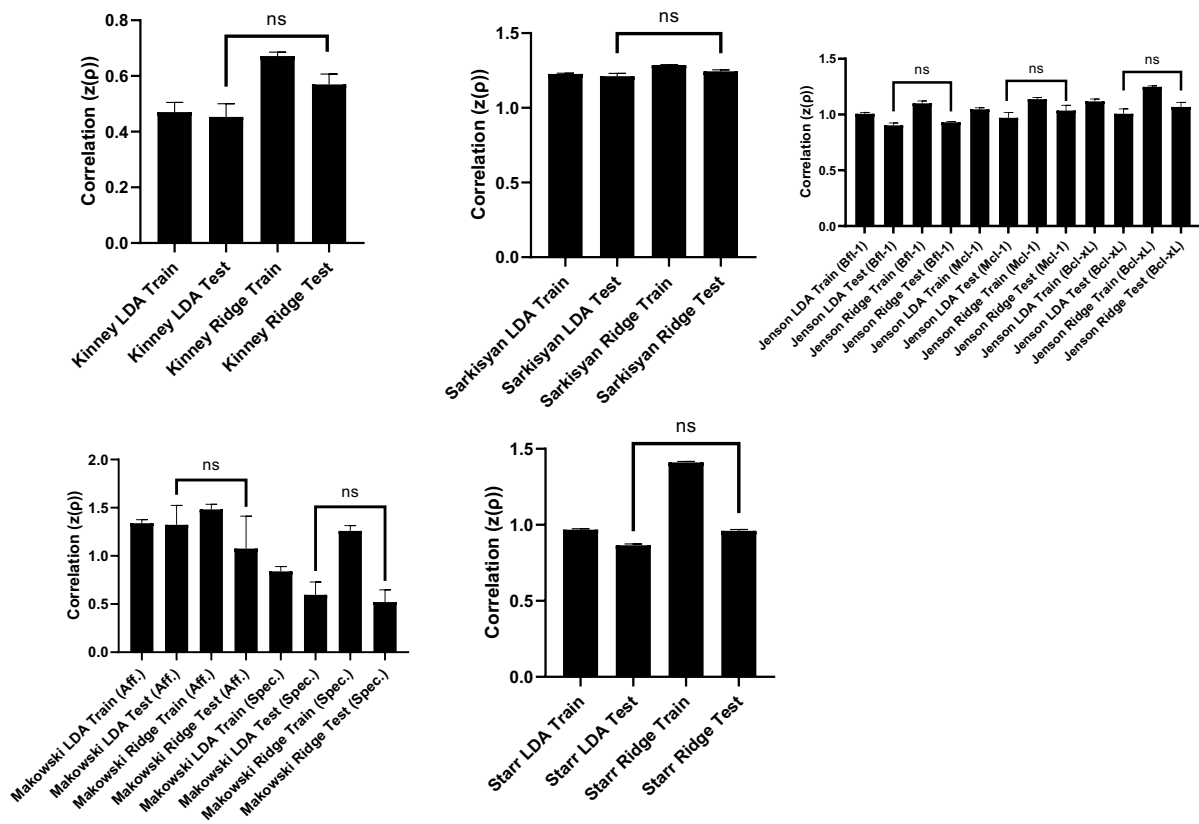 ns
0.8
0.6
0.4
0.2
0.0
Correlation (z(ρ))
Kinney LDA Train
Kinney LDA Test
Kinney Ridge Train
Kinney Ridge Test
ns
1.5
1.0
0.5
0.0
Correlation (z(ρ))
Sarkisyan LDA Train
Sarkisyan LDA Test
Sarkisyan Ridge Train
Sarkisyan Ridge Test
ns
ns
ns
1.5
1.0
0.5
0.0
Correlation (z(ρ))
Jenson LDA Train (Bfl-1)
Jenson LDA Test (Bfl-1)
Jenson Ridge Train (Bfl-1)
Jenson Ridge Test (Bfl-1)
Jenson LDA Train (Mcl-1)
Jenson LDA Test (Mcl-1)
Jenson Ridge Train (Mcl-1)
Jenson Ridge Test (Mcl-1)
Jenson LDA Train (Bcl-xL)
Jenson LDA Test (Bcl-xL)
Jenson Ridge Train (Bcl-xL)
Jenson Ridge Test (Bcl-xL)
ns
ns
2.0
1.5
1.0
0.5
0.0
Correlation (z(ρ))
Makowski LDA Train (Aff.)
Makowski LDA Test (Aff.)
Makowski Ridge Train (Aff.)
Makowski Ridge Test (Aff.)
Makowski LDA Train (Spec.)
Makowski LDA Test (Spec.)
Makowski Ridge Train (Spec.)
Makowski Ridge Test (Spec.)
ns
1.5
1.0
0.5
0.0
Correlation (z(ρ))
Starr LDA Train
Starr LDA Test
Starr Ridge Train
Starr Ridge Test